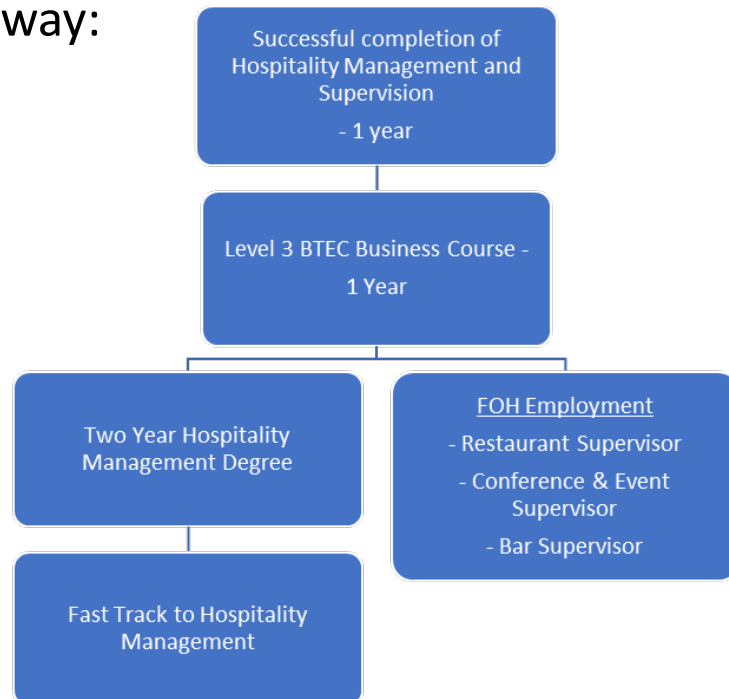 way:
Successful completion of
Hospitality Management and
Supervision
- 1 year
Level 3 BTEC Business Course -
1 Year
Two Year Hospitality
Management Degree
FOH Employment
- Restaurant Supervisor
- Conference & Event
Supervisor
- Bar Supervisor
Fast Track to Hospitality
Management